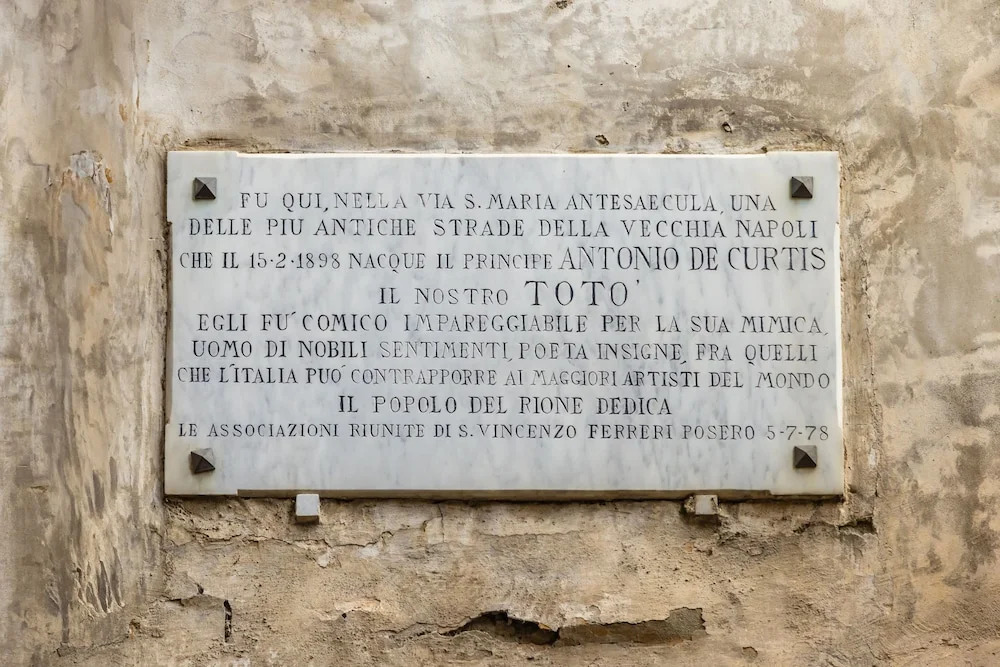 FU QUI, NELLA VIA S. MARIA ANTESAECULA, UNA
DELLE PIU ANTICHE STRADE DELLA VECCHIA NAPOLI
CHE IL 15·2·1898 NACQUE IL PRINCIPE ANTONIO DE CURTIS
IL NOSTRO TOTO'
EGLI FU' COMICO IMPAREGGIABILE PER LA SUA MIMICA,
UOMO DI NOBILI SENTIMENTI, POETA INSIGNE, FRA QUELLI
CHE L'ITALIA PUO' CONTRAPPORRE AI MAGGIORI ARTISTI DEL MONDO
IL POPOLO DEL RIONE DEDICA
LE ASSOCIAZIONI RIUNITE DI S. VINCENZO FERRERI POSERO 5-7-78